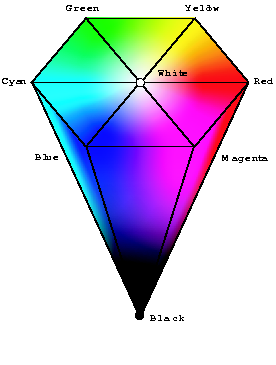 Green Yellow
White
Cyan Red
Blue Magenta
Black